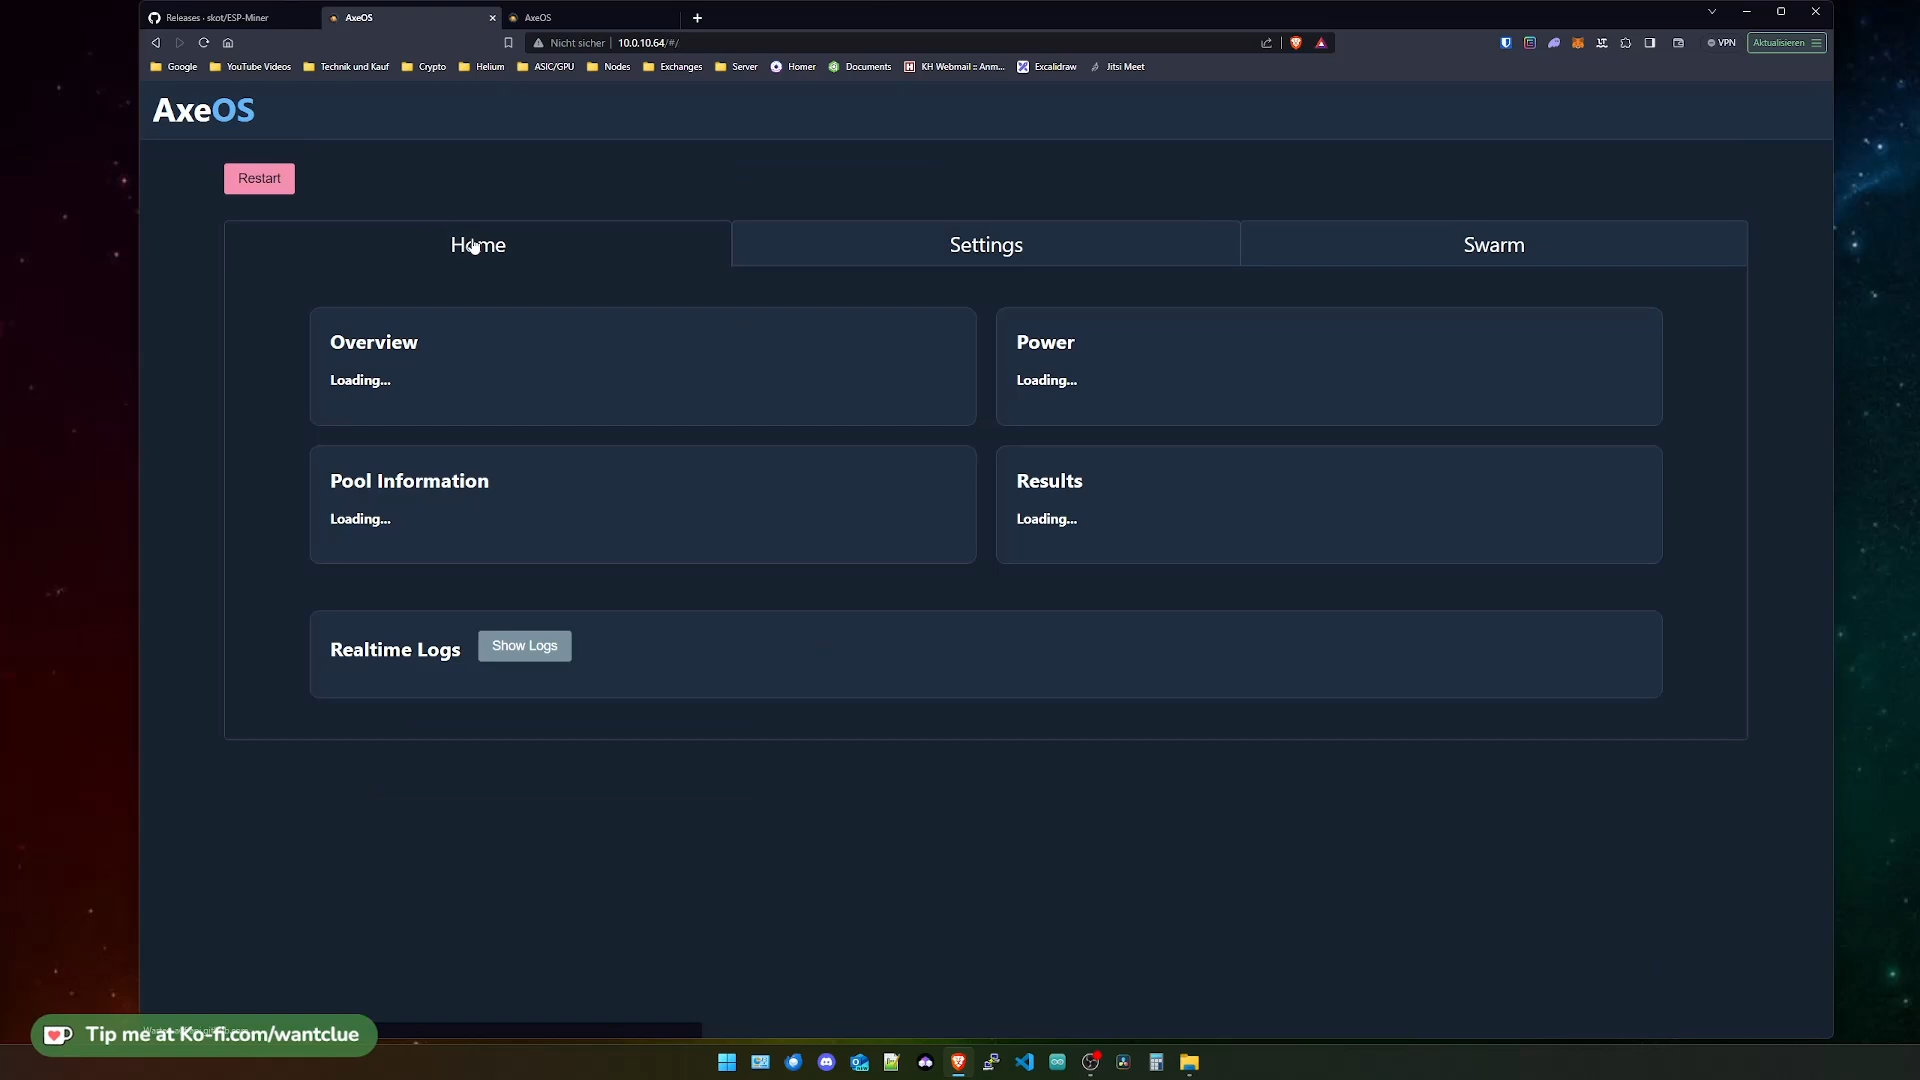 Releases · skot/ESP-Miner
AxeOS
AxeOS
Nicht sicher
10.0.10.64/#/
VPN
Aktualisieren
Google
YouTube Videos
Technik und Kauf
Crypto
Helium
ASIC/GPU
Nodes
Exchanges
Server
Homer
Documents
KH Webmail :: Anm...
Excalidraw
Jitsi Meet
AxeOS
Restart
Home
Settings
Swarm
Overview
Loading...
Power
Loading...
Pool Information
Loading...
Results
Loading...
Realtime Logs
Show Logs
Tip me at Ko-fi.com/wantclue